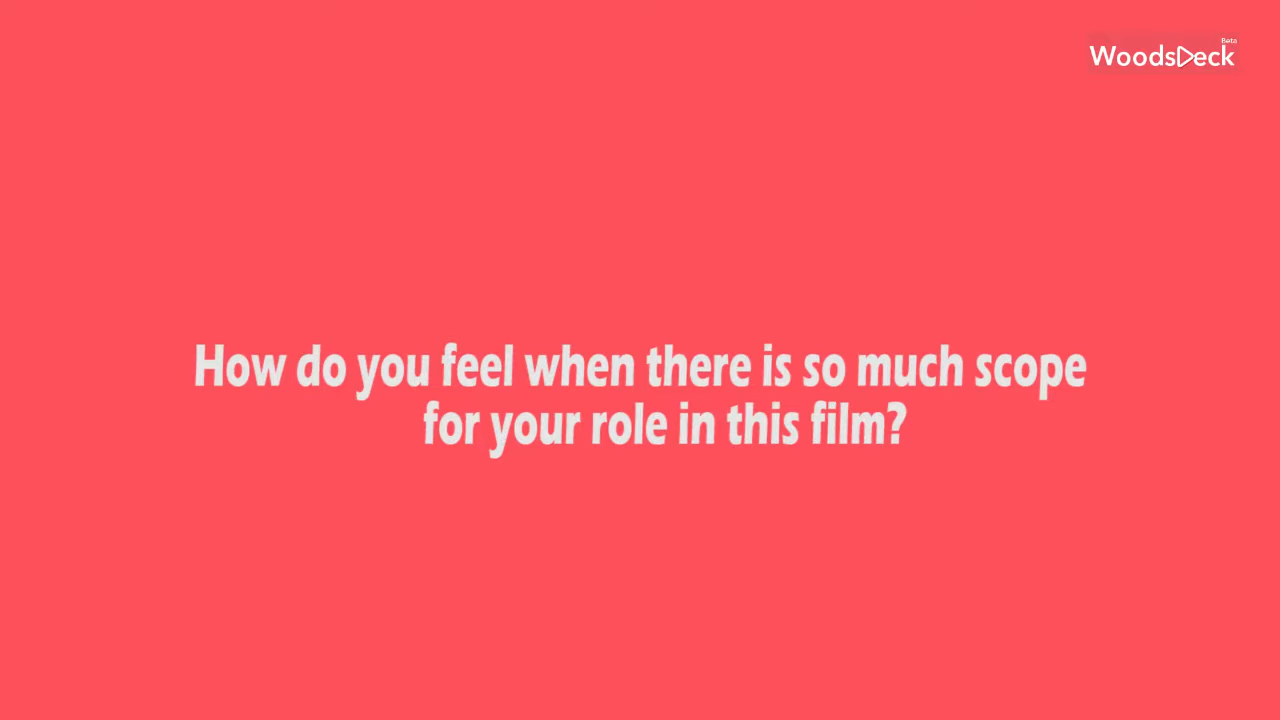 Beta
WoodsDeck
How do you feel when there is so much scope
for your role in this film?